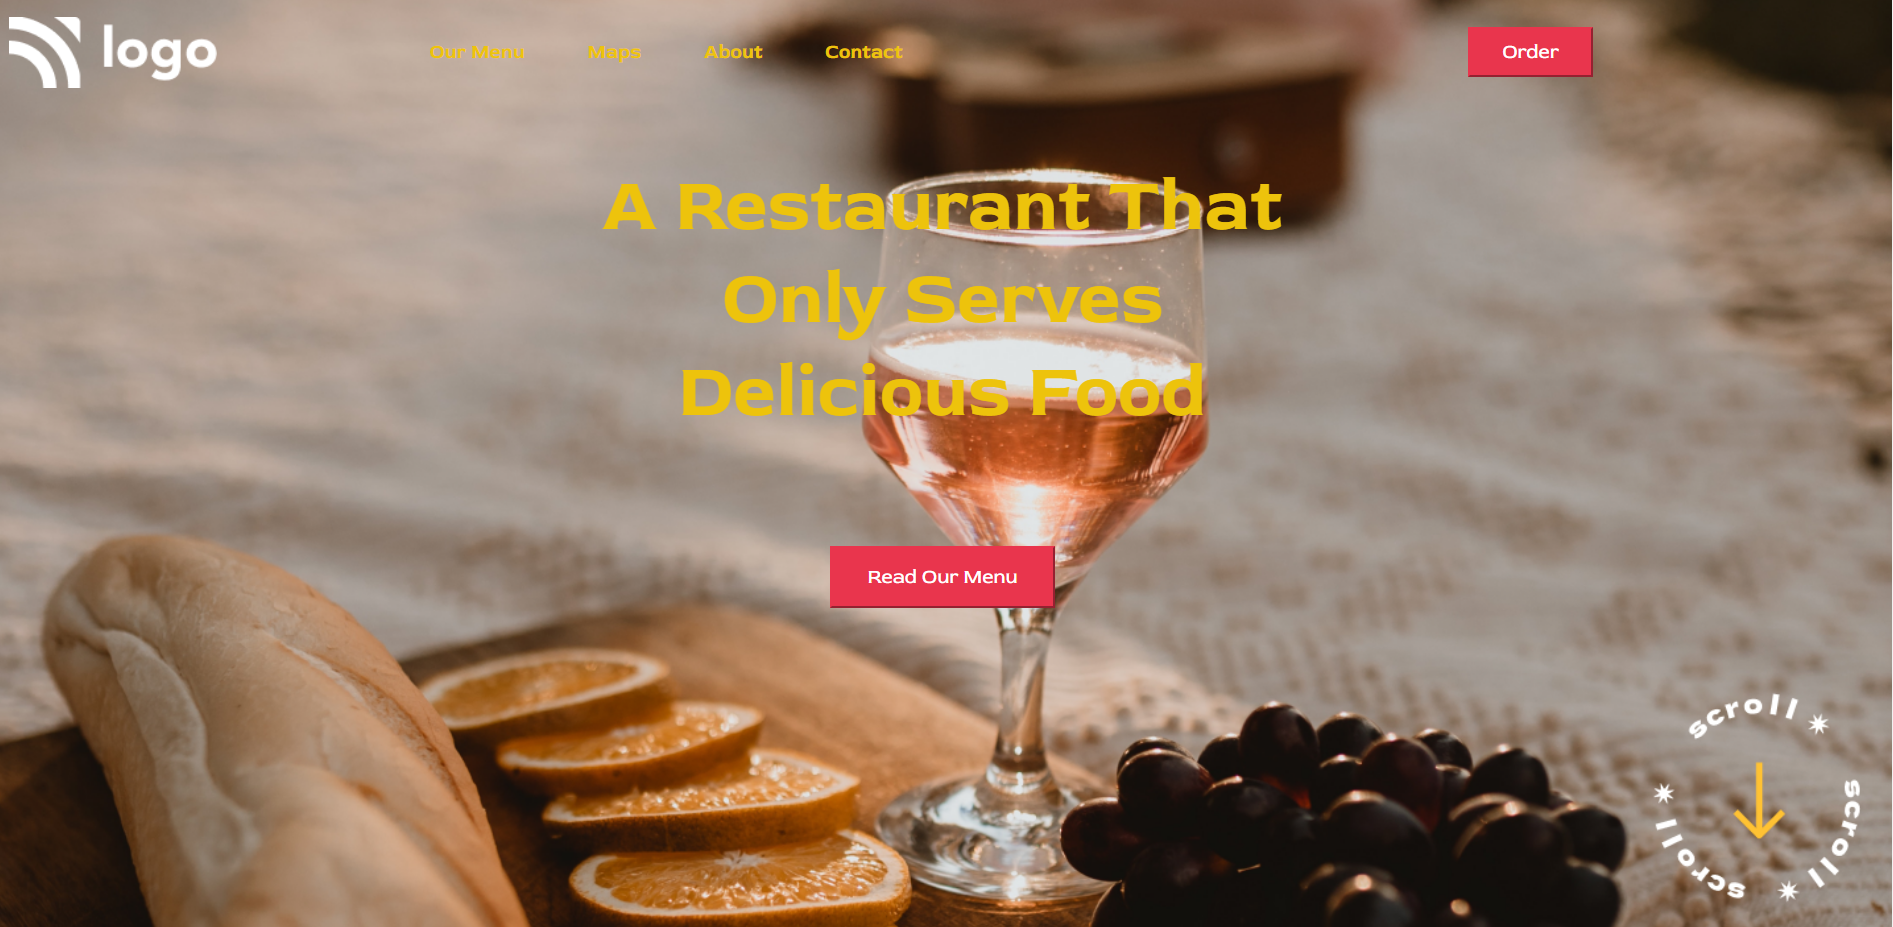 logo
Our Menu Maps About Contact
Order
A Restaurant That
Only Serves
Delicious Food
Read Our Menu
scroll
scroll
scroll